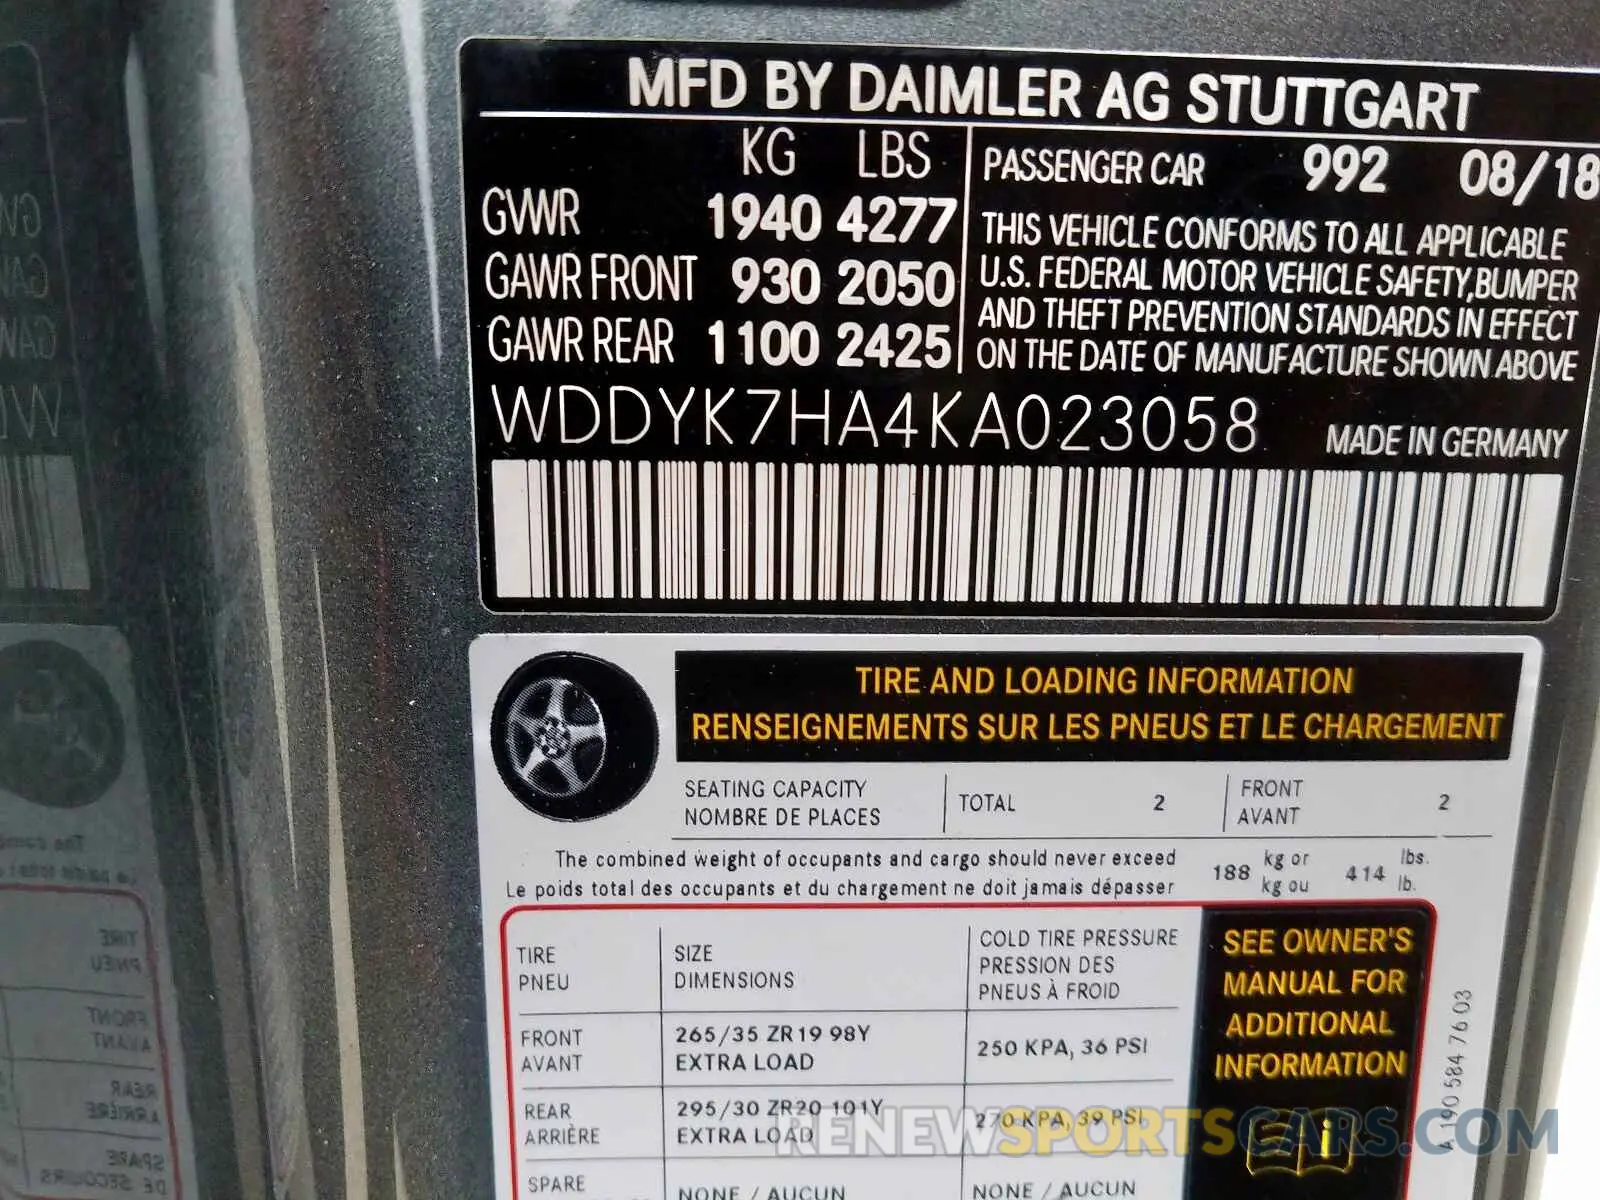 MFD BY DAIMLER AG STUTTGART
KG LBS
GVWR 1940 4277
GAWR FRONT 930 2050
GAWR REAR 1100 2425
PASSENGER CAR 992 08/18
THIS VEHICLE CONFORMS TO ALL APPLICABLE
U.S. FEDERAL MOTOR VEHICLE SAFETY, BUMPER
AND THEFT PREVENTION STANDARDS IN EFFECT
ON THE DATE OF MANUFACTURE SHOWN ABOVE
WDDYK7HA4KA023058 MADE IN GERMANY
TIRE AND LOADING INFORMATION
RENSEIGNEMENTS SUR LES PNEUS ET LE CHARGEMENT
SEATING CAPACITY
NOMBRE DE PLACES
TOTAL 2
FRONT
AVANT
2
The combined weight of occupants and cargo should never exceed
Le poids total des occupants et du chargement ne doit jamais dépasser
188 kg or
kg ou
414 lbs.
lb.
TIRE
PNEU
SIZE
DIMENSIONS
COLD TIRE PRESSURE
PRESSION DES
PNEUS À FROID
FRONT
AVANT
265/35 ZR19 98Y
EXTRA LOAD
250 KPA, 36 PSI
REAR
ARRIÈRE
295/30 ZR20 101Y
EXTRA LOAD
270 KPA, 39 PSI
SPARE
NONE / AUCUN
NONE / AUCUN
SEE OWNER'S
MANUAL FOR
ADDITIONAL
INFORMATION
i
A 190 584 76 03
RENEWSPORTSCARS.COM